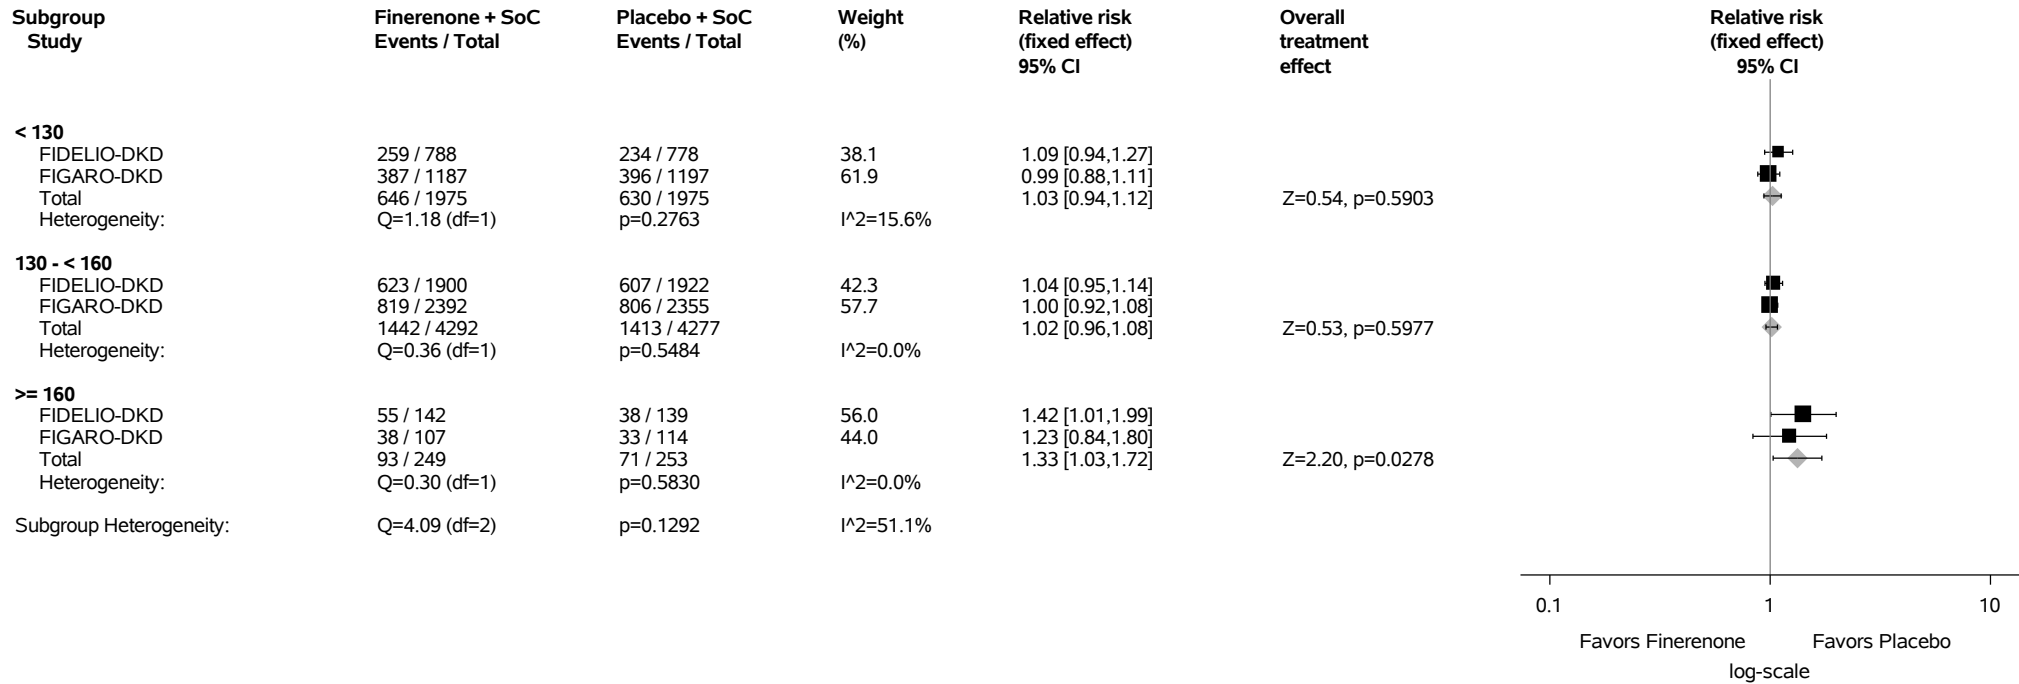 Subgroup Finerenone + SoC Placebo + SoC Weight Relative risk Overall Relative risk
Study Events / Total Events / Total (%) (fixed effect) treatment (fixed effect)
95% CI effect 95% CI
< 130
FIDELIO-DKD 259 / 788 234 / 778 38.1 1.09 [0.94,1.27]
FIGARO-DKD 387 / 1187 396 / 1197 61.9 0.99 [0.88,1.11]
Total 646 / 1975 630 / 1975 1.03 [0.94,1.12] Z=0.54, p=0.5903
Heterogeneity: Q=1.18 (df=1) p=0.2763 I^2=15.6%
130 - < 160
FIDELIO-DKD 623 / 1900 607 / 1922 42.3 1.04 [0.95,1.14]
FIGARO-DKD 819 / 2392 806 / 2355 57.7 1.00 [0.92,1.08]
Total 1442 / 4292 1413 / 4277 1.02 [0.96,1.08] Z=0.53, p=0.5977
Heterogeneity: Q=0.36 (df=1) p=0.5484 I^2=0.0%
>= 160
FIDELIO-DKD 55 / 142 38 / 139 56.0 1.42 [1.01,1.99]
FIGARO-DKD 38 / 107 33 / 114 44.0 1.23 [0.84,1.80]
Total 93 / 249 71 / 253 1.33 [1.03,1.72] Z=2.20, p=0.0278
Heterogeneity: Q=0.30 (df=1) p=0.5830 I^2=0.0%
Subgroup Heterogeneity: Q=4.09 (df=2) p=0.1292 I^2=51.1%
0.1 1 10
Favors Finerenone Favors Placebo
log-scale